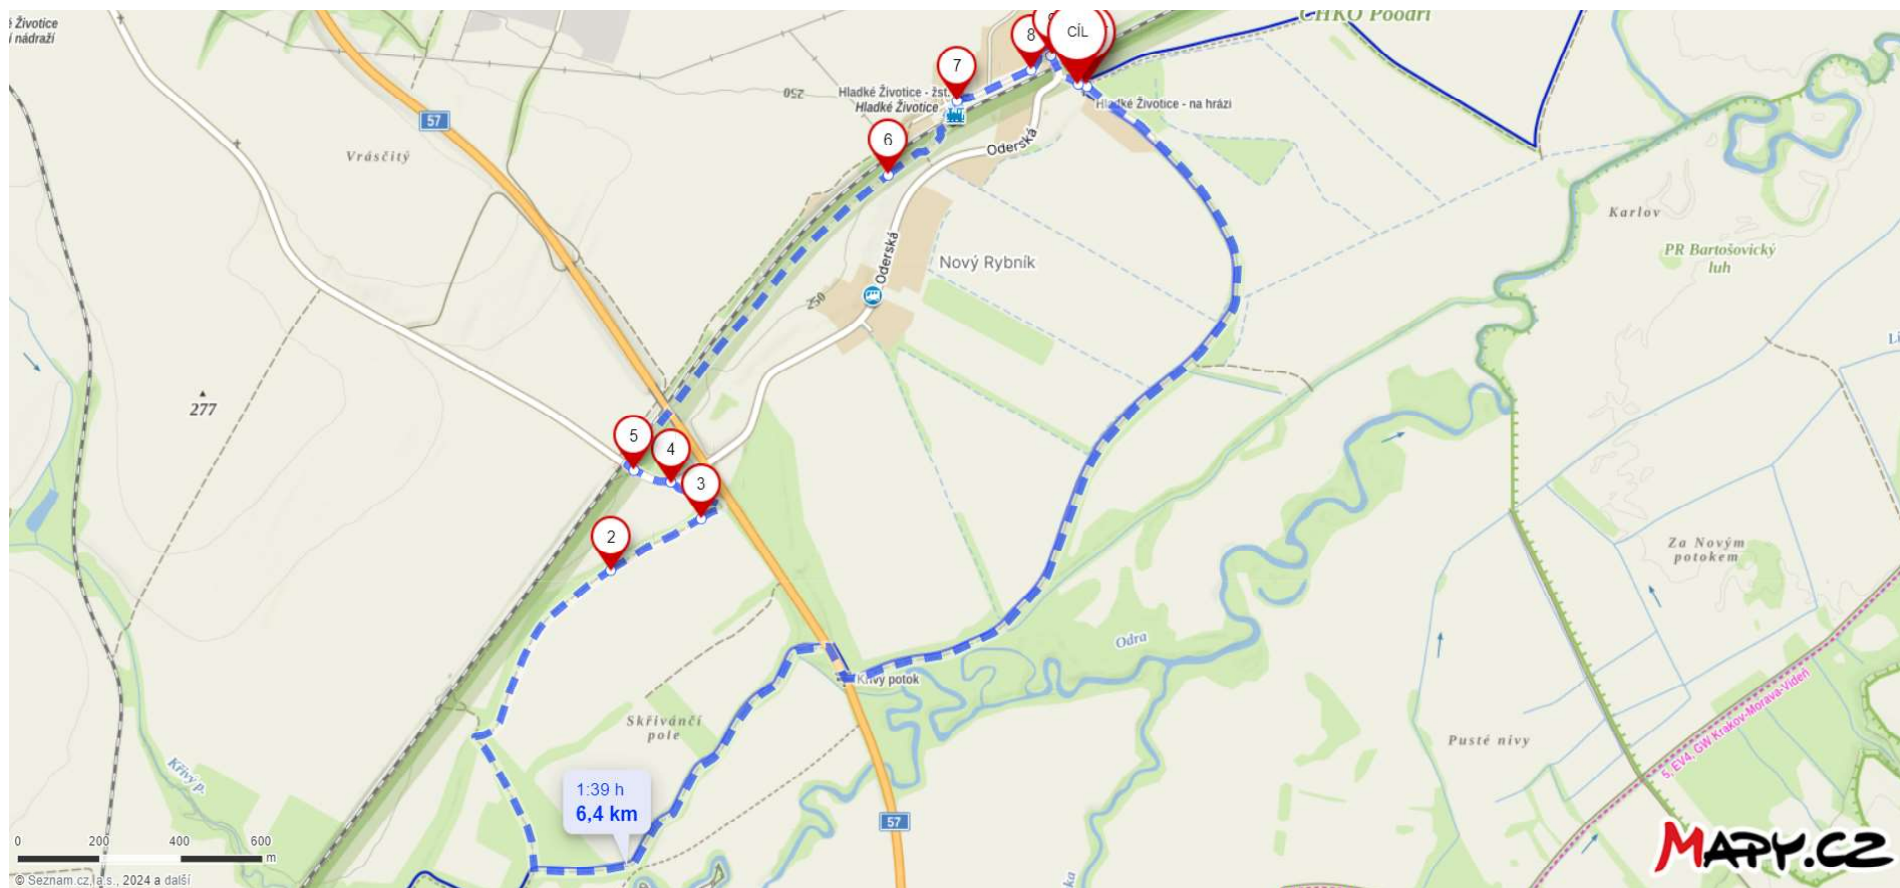 é Životice
í nádraží
CHKO Poodří
8
9
CÍL
7
Hladké Životice - žst.
Hladké Životice
Hladké Životice - na hrázi
250
57
Vrásčitý
6
Oderská
Karlov
PR Bartošovický
luh
Oderská
Nový Rybník
250
277
5
4
3
2
Za Novým
potokem
Odra
Křivý potok
Skřivánčí
pole
Pusté nivy
5, EV4, GW Krakov-Morava-Vídeň
Křivý p.
1:39 h
6,4 km
57
0 200 400 600
m
MAPY.CZ
© Seznam.cz, a.s., 2024 a další